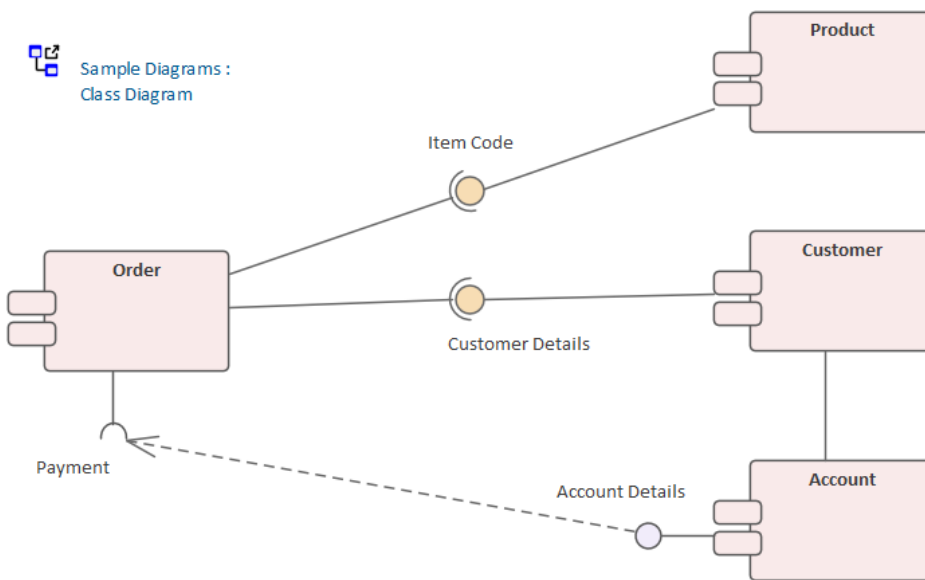 Product
Sample Diagrams :
Class Diagram
Item Code
Customer
Order
Customer Details
Payment
Account
Account Details